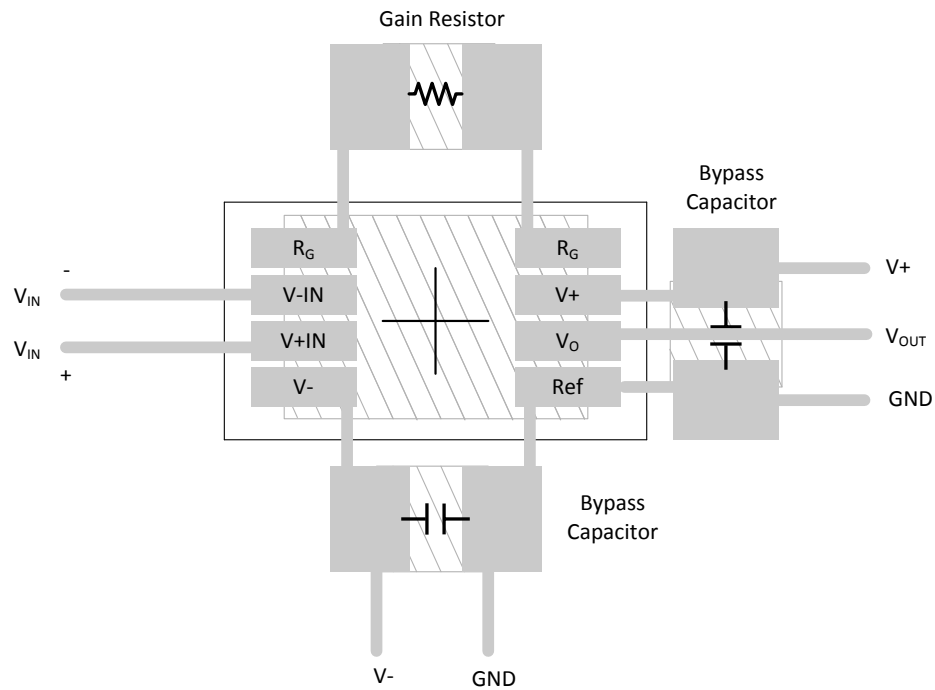 Gain Resistor
Bypass
Capacitor
R_G R_G
- V+
V_IN V-IN V+
V_OUT
V_IN V+IN V_O
+ V- Ref GND
Bypass
Capacitor
V- GND